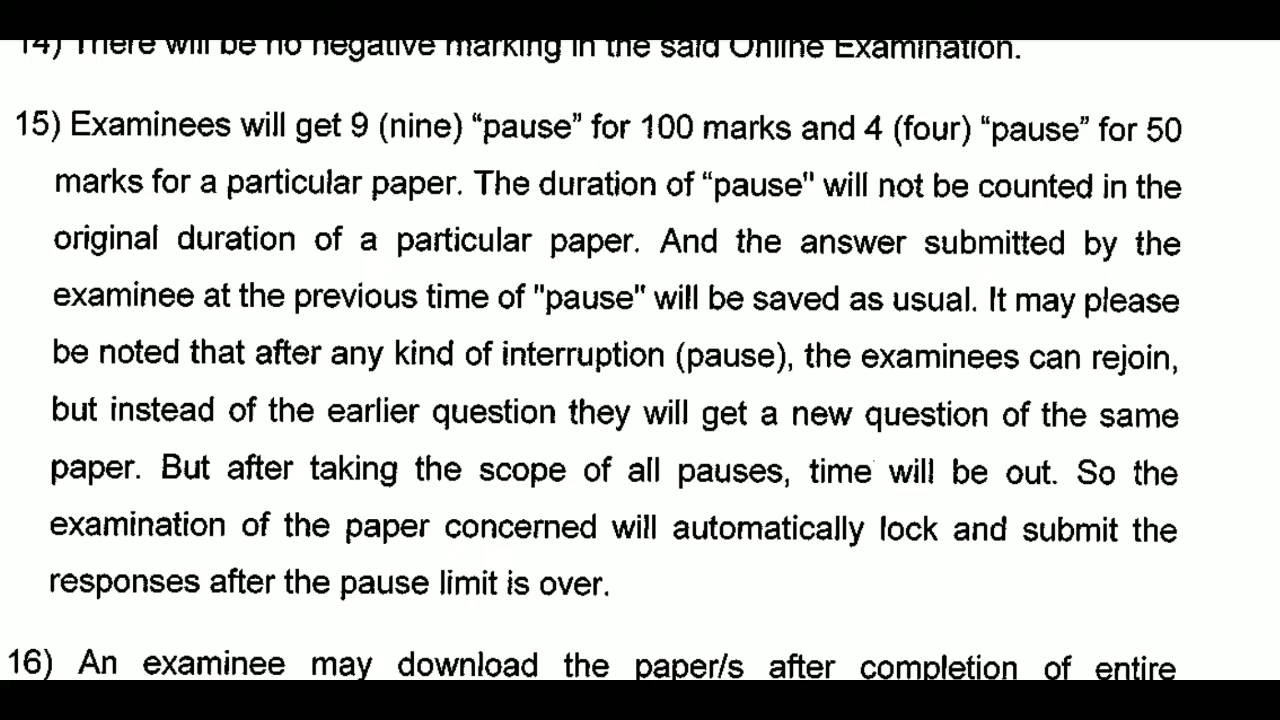 14) There will be no negative marking in the said Online Examination.
15) Examinees will get 9 (nine) “pause” for 100 marks and 4 (four) “pause” for 50
marks for a particular paper. The duration of “pause" will not be counted in the
original duration of a particular paper. And the answer submitted by the
examinee at the previous time of "pause" will be saved as usual. It may please
be noted that after any kind of interruption (pause), the examinees can rejoin,
but instead of the earlier question they will get a new question of the same
paper. But after taking the scope of all pauses, time will be out. So the
examination of the paper concerned will automatically lock and submit the
responses after the pause limit is over.
16) An examinee may download the paper/s after completion of entire